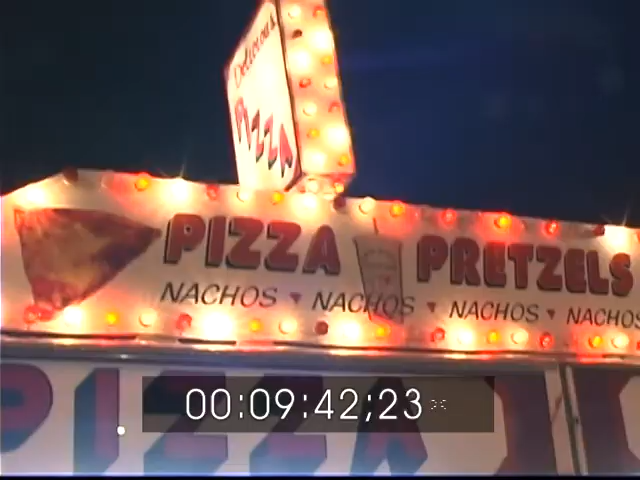 Delicious
PIZZA
PIZZA PRETZELS
NACHOS ▼ NACHOS ▼ NACHOS ▼ NACHOS
PIZZA
00:09:42;23